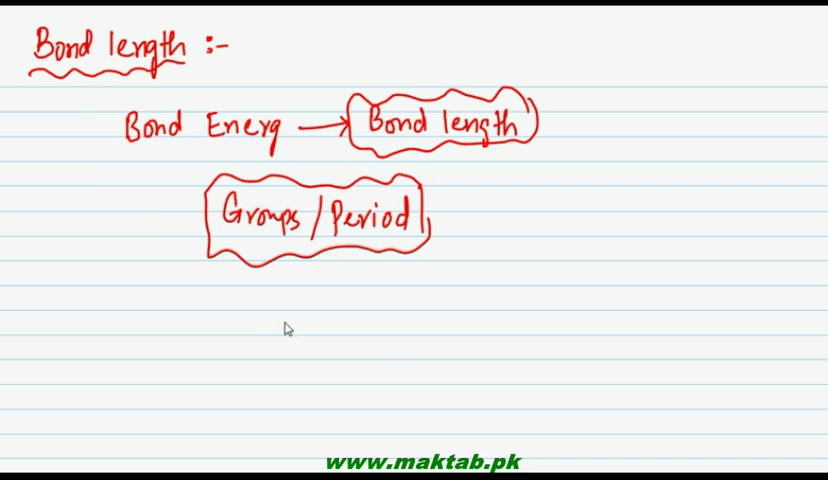 Bond length :-
Bond Energ → Bond length
Groups / Period
www.maktab.pk